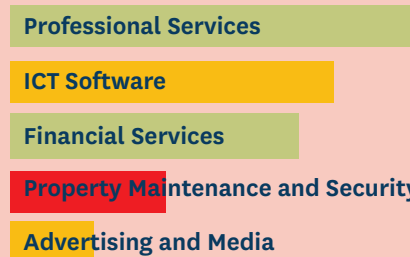 Professional Services
ICT Software
Financial Services
Property Maintenance and Security
Advertising and Media